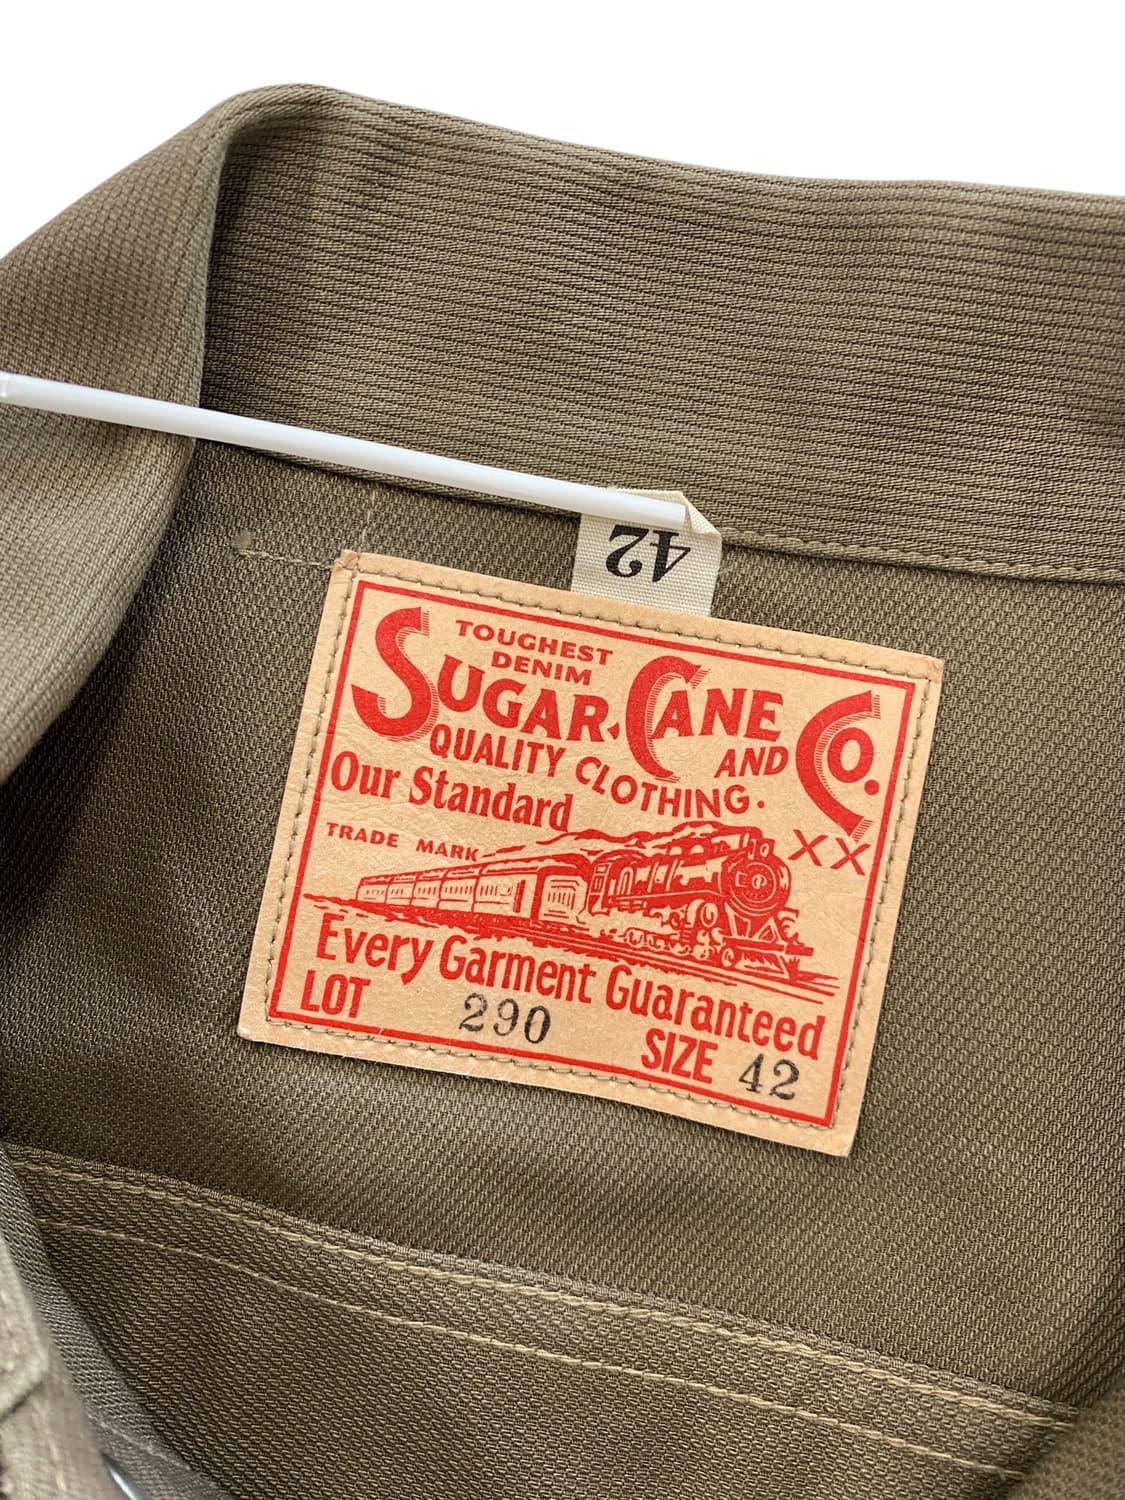 42
TOUGHEST
DENIM
SUGAR CANE AND CO.
QUALITY CLOTHING.
Our Standard
XX
TRADE MARK
Every Garment Guaranteed
LOT 290
SIZE 42